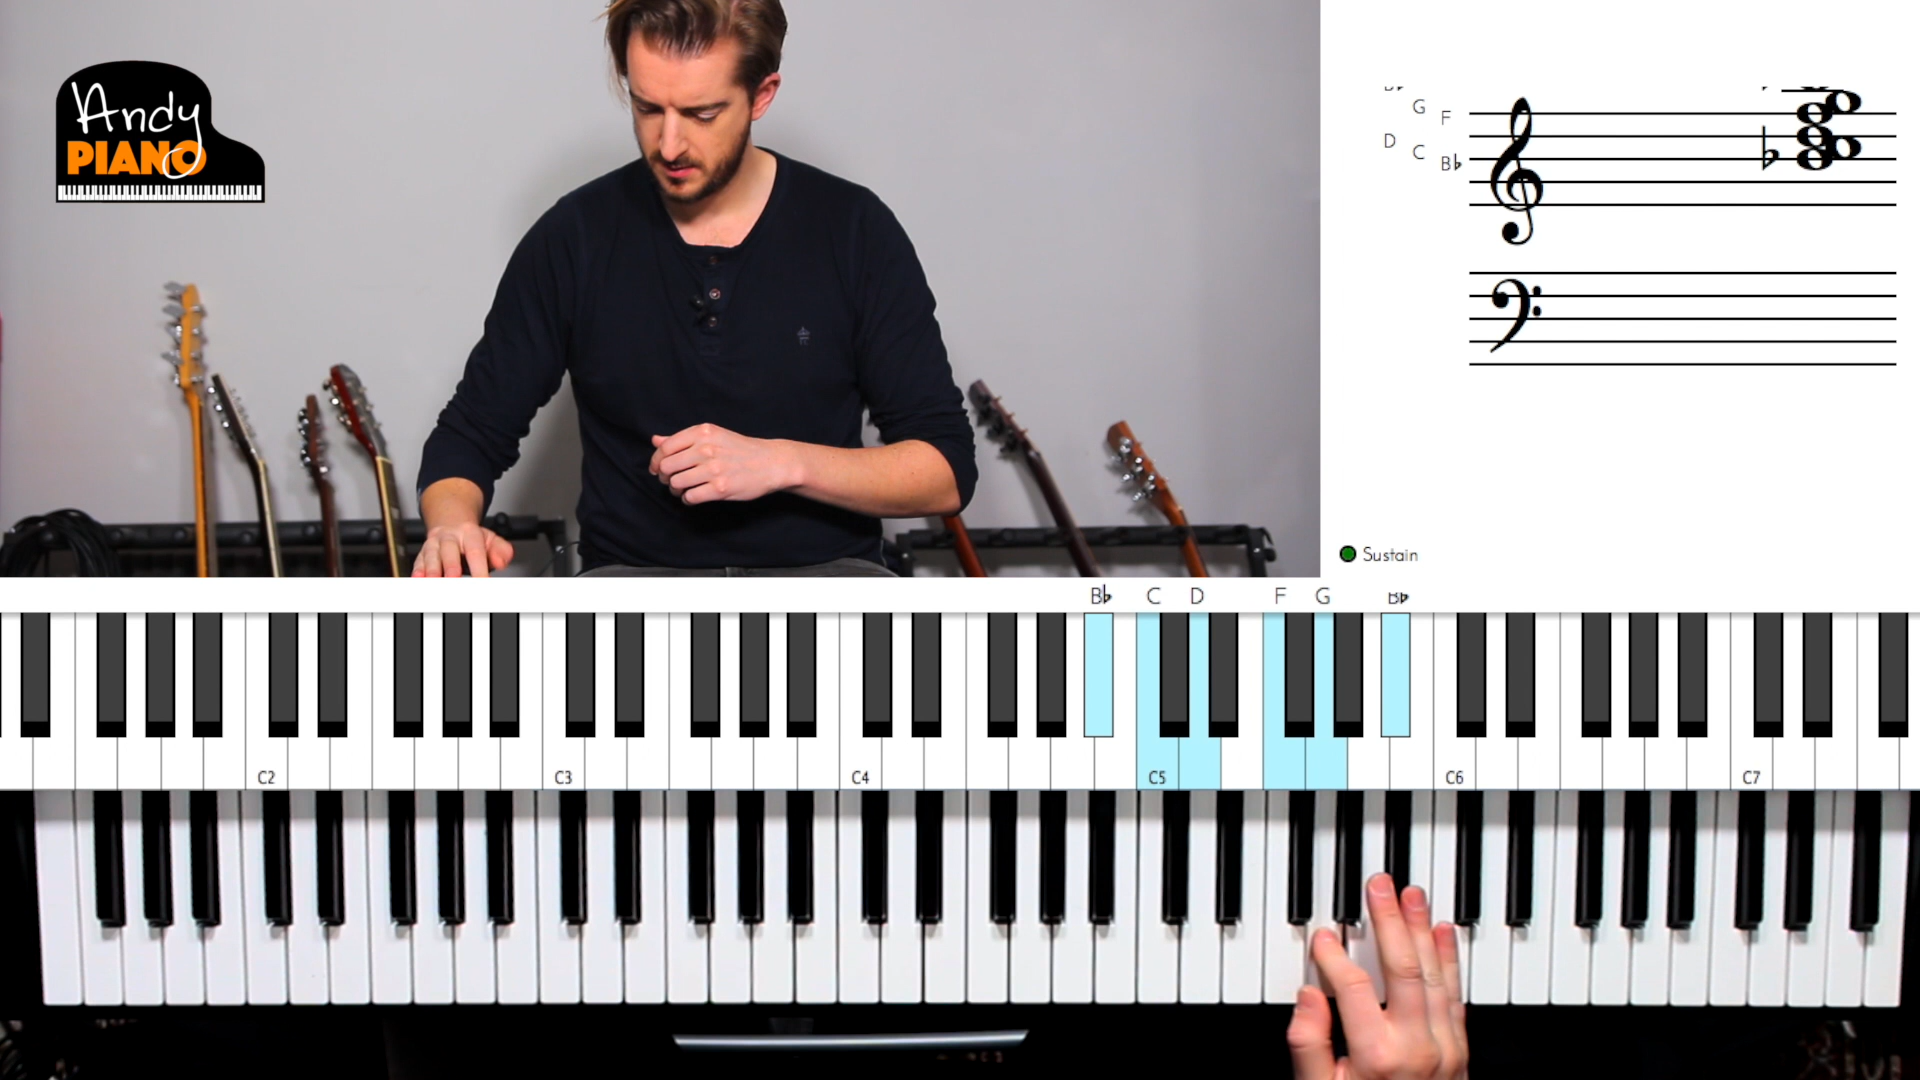 Andy
PIANO
B♭
G
F
D
C
B♭
Sustain
B♭
C
D
F
G
B♭
C2
C3
C4
C5
C6
C7